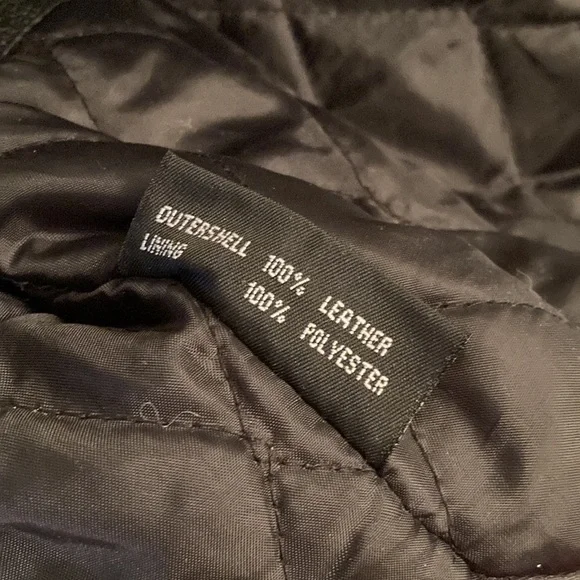 OUTERSHELL 100% LEATHER
LINING 100% POLYESTER